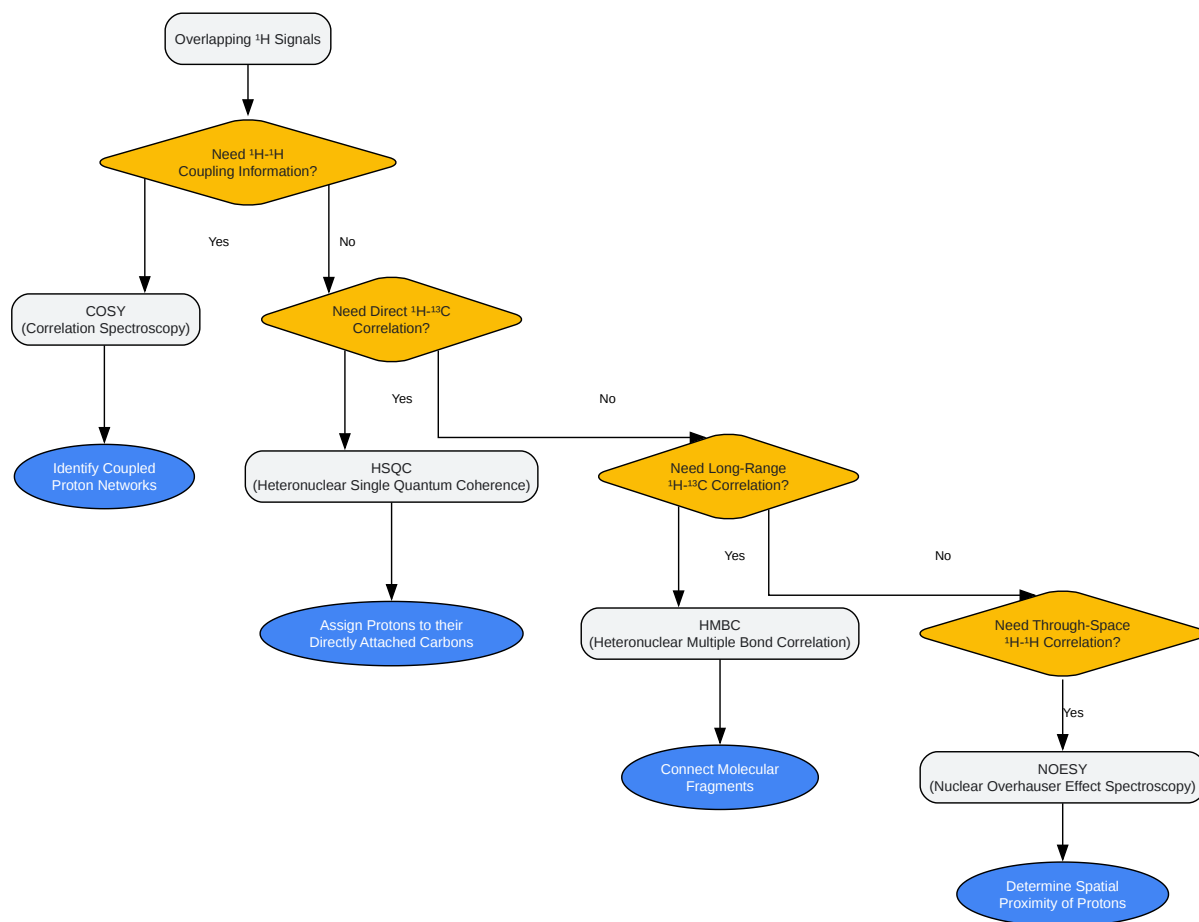 Overlapping ¹H Signals
Need ¹H-¹H
Coupling Information?
Yes
No
COSY
(Correlation Spectroscopy)
Need Direct ¹H-¹³C
Correlation?
Yes
No
Identify Coupled
Proton Networks
HSQC
(Heteronuclear Single Quantum Coherence)
Need Long-Range
¹H-¹³C Correlation?
Yes
No
Assign Protons to their
Directly Attached Carbons
HMBC
(Heteronuclear Multiple Bond Correlation)
Need Through-Space
¹H-¹H Correlation?
Yes
Connect Molecular
Fragments
NOESY
(Nuclear Overhauser Effect Spectroscopy)
Determine Spatial
Proximity of Protons